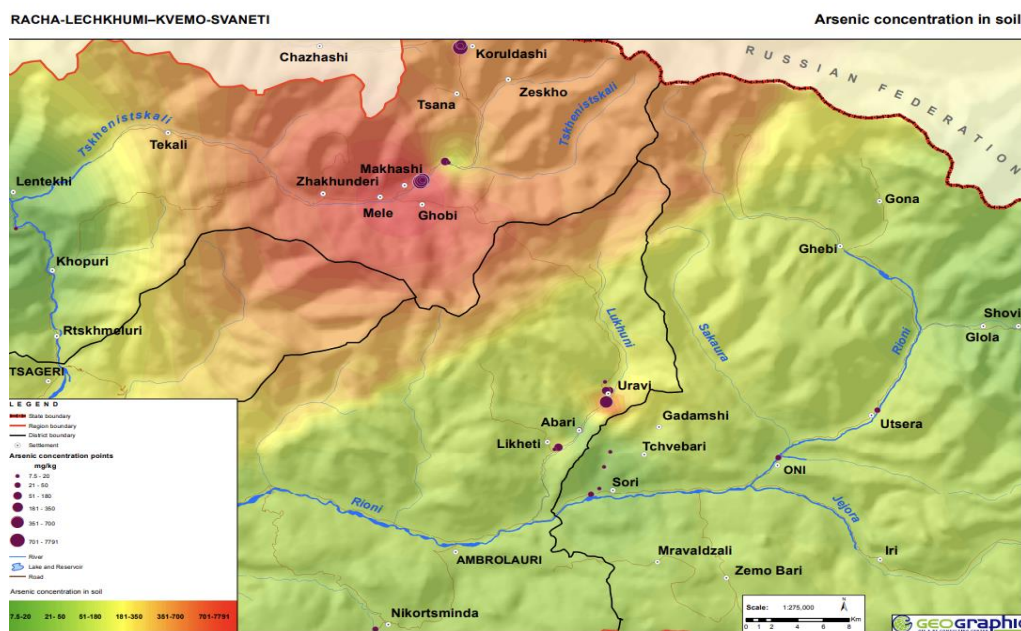 RACHA-LECHKHUMI–KVEMO-SVANETI
Arsenic concentration in soil
RUSSIAN FEDERATION
Chazhashi
Koruldashi
Zeskho
Tsana
Tskhenistskali
Tskhenistskali
Tekali
Makhashi
Zhakhunderi
Lentekhi
Mele
Ghobi
Gona
Ghebi
Khopuri
Rtskhmeluri
Lukhuni
Sakaura
Rioni
Shovi
Glola
TSAGERI
Uravi
Utsera
Abari
Gadamshi
Likheti
Tchvebari
ONI
Sori
Rioni
Jejora
AMBROLAURI
Mravaldzali
Iri
Zemo Bari
Nikortsminda
LEGEND
State boundary
Region boundary
District boundary
Settlement
Arsenic concentration points
mg/kg
7.5 - 20
21 - 50
51 - 180
181 - 350
351 - 700
701 - 7791
River
Lake and Reservoir
Road
Arsenic concentration in soil
7.5-20 21- 50 51-180 181-350 351-700 701-7791
Scale: 1:275,000 N
0 1 2 4 6 8 Km
GEOGraphic